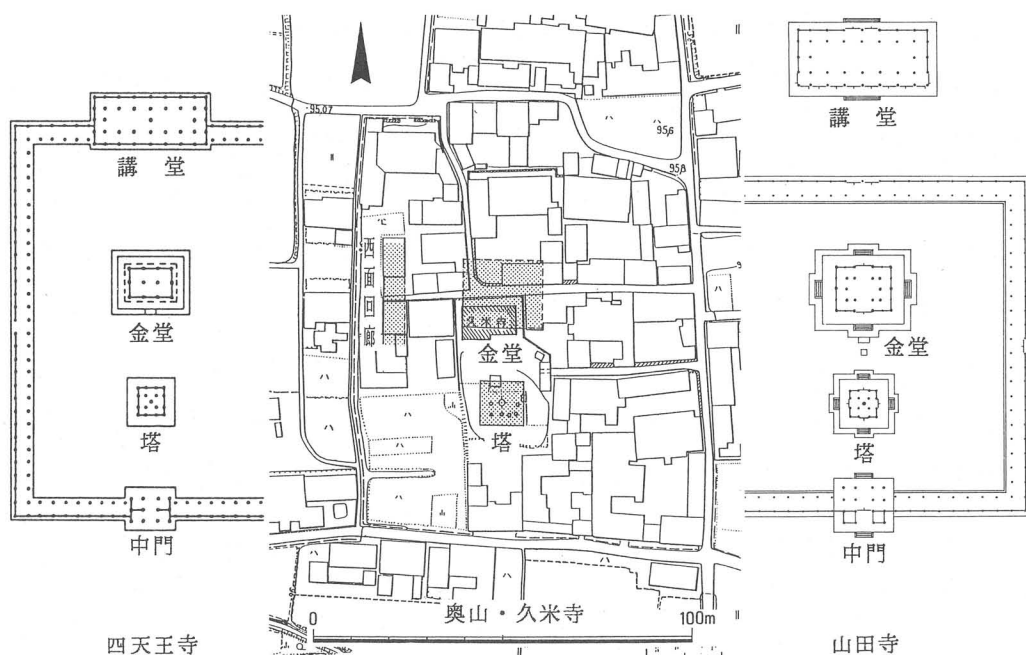 講堂
金堂
塔
中門
四天王寺
95.07
95.6
95.8
西面回廊
久米寺
金堂
塔
奥山・久米寺
0
100m
講堂
金堂
塔
中門
山田寺